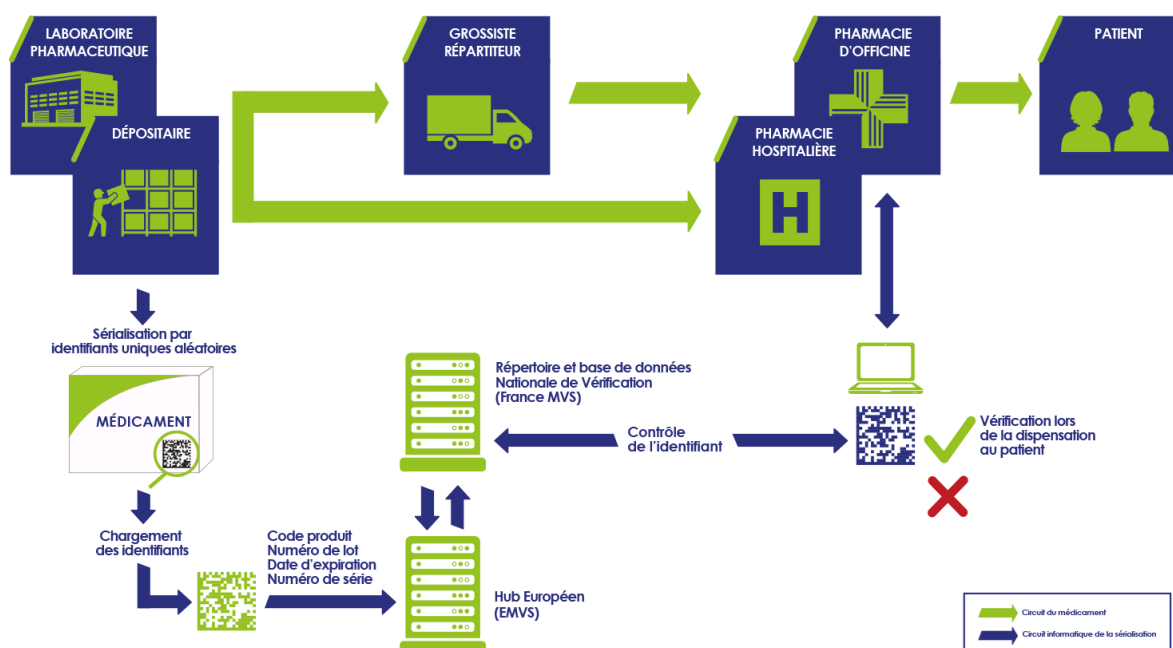 LABORATOIRE
PHARMACEUTIQUE
DÉPOSITAIRE
GROSSISTE
RÉPARTITEUR
PHARMACIE
D'OFFICINE
PHARMACIE
HOSPITALIÈRE
H
PATIENT
Sérialisation par
identifiants uniques aléatoires
MÉDICAMENT
Chargement
des identifiants
Code produit
Numéro de lot
Date d'expiration
Numéro de série
Répertoire et base de données
Nationale de Vérification
(France MVS)
Hub Européen
(EMVS)
Contrôle
de l'identifiant
Vérification lors
de la dispensation
au patient
Circuit du médicament
Circuit informatique de la sérialisation